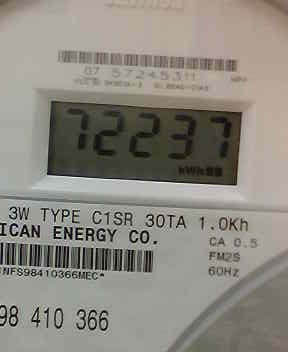 07 57245311
72237
kWh
3W TYPE C1SR 30TA 1.0Kh
ICAN ENERGY CO.
CA 0.5
FM2S
60Hz
NFS98410366MEC*
98 410 366